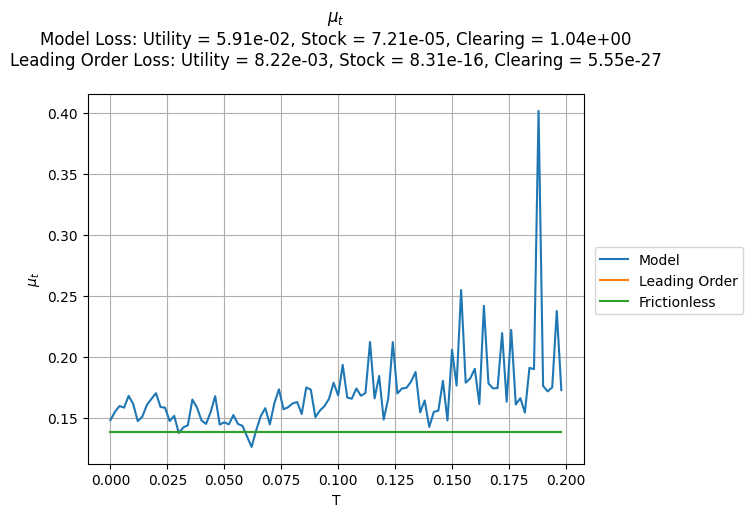 μt
Model Loss: Utility = 5.91e-02, Stock = 7.21e-05, Clearing = 1.04e+00
Leading Order Loss: Utility = 8.22e-03, Stock = 8.31e-16, Clearing = 5.55e-27
0.40
0.35
0.30
0.25
0.20
0.15
μt
0.000 0.025 0.050 0.075 0.100 0.125 0.150 0.175 0.200
T
Model
Leading Order
Frictionless